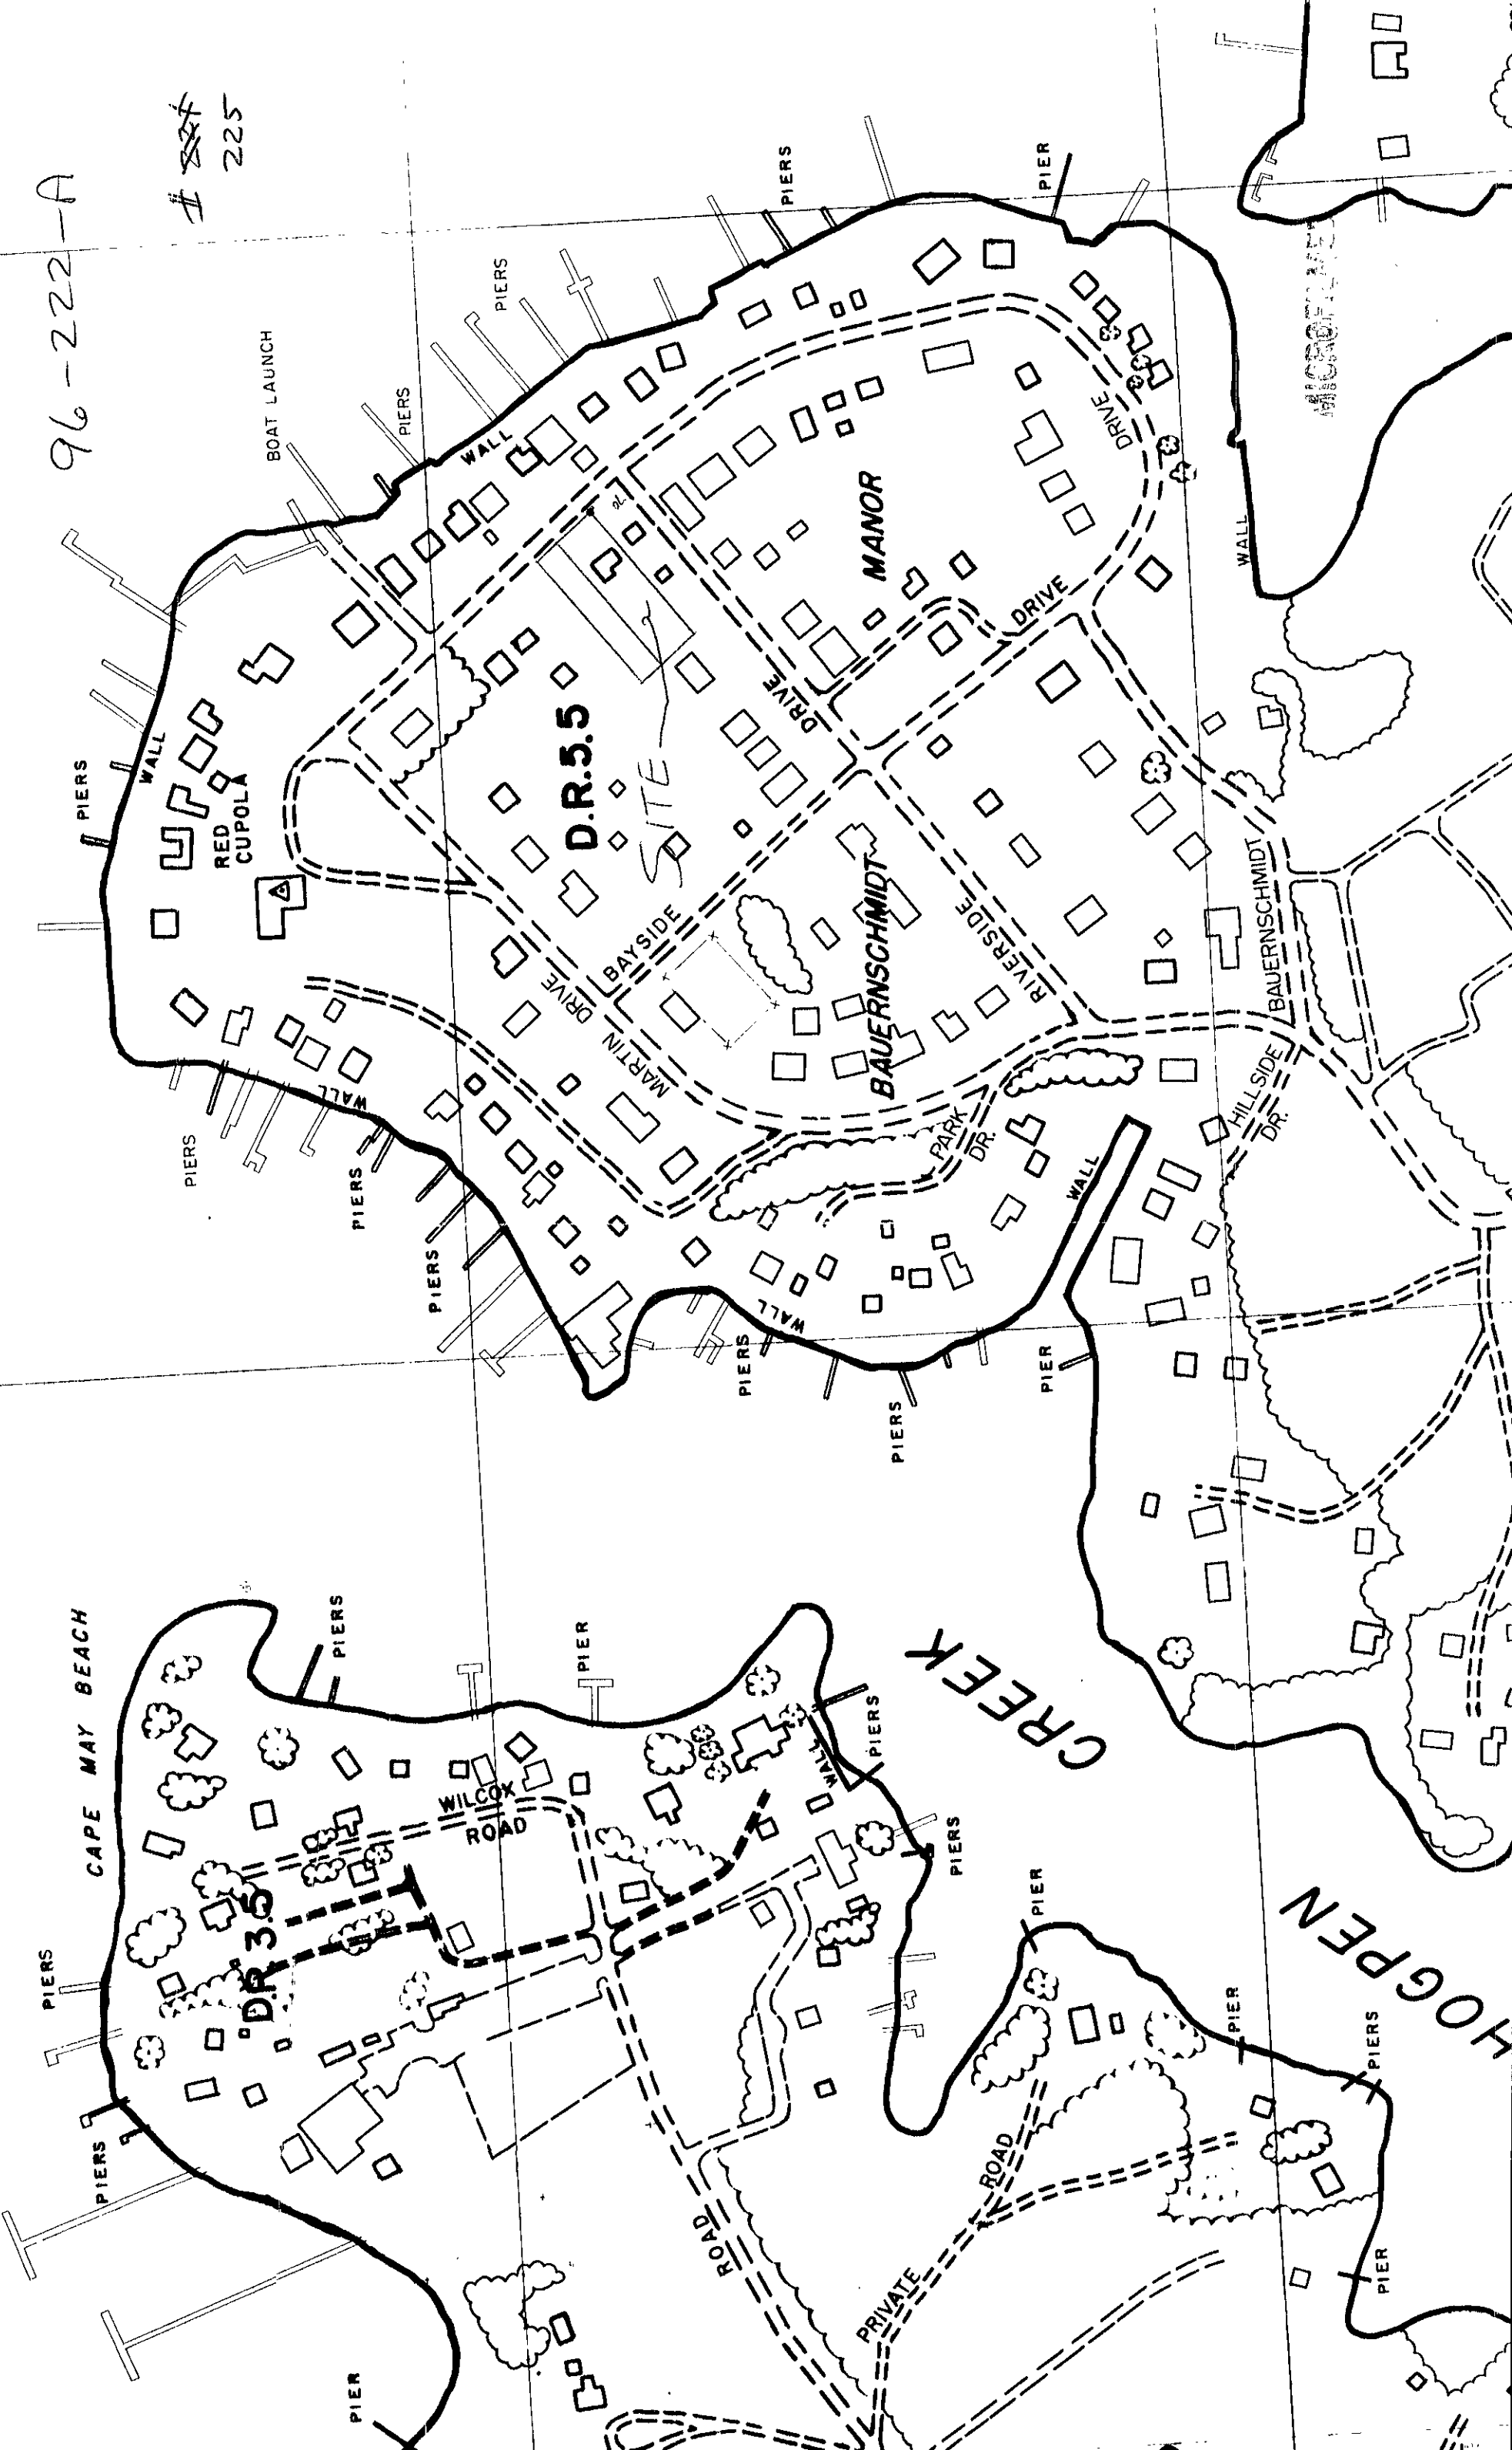 96-222-A
#
225
BOAT LAUNCH
PIERS
PIERS
PIERS
PIER
WALL
PIERS
WALL
RED
CUPOLA
D.R.5.5
SITE
MANOR
DRIVE
DRIVE
DRIVE
WALL
MICROFILMED
BAYSIDE
DRIVE
MARTIN
BAUERNSCHMIDT
RIVERSIDE
BAUERNSCHMIDT
PARK
DR.
HILLSIDE
DR.
WALL
WALL
PIERS
PIERS
PIERS
WALL
PIERS
PIERS
PIER
CAPE MAY BEACH
PIERS
PIER
WILCOX
ROAD
WALL
PIERS
PIERS
D.R.3.5
PIERS
PIERS
CREEK
HOGPEN
PIER
PIER
PIERS
PIER
ROAD
PRIVATE
ROAD
PIER